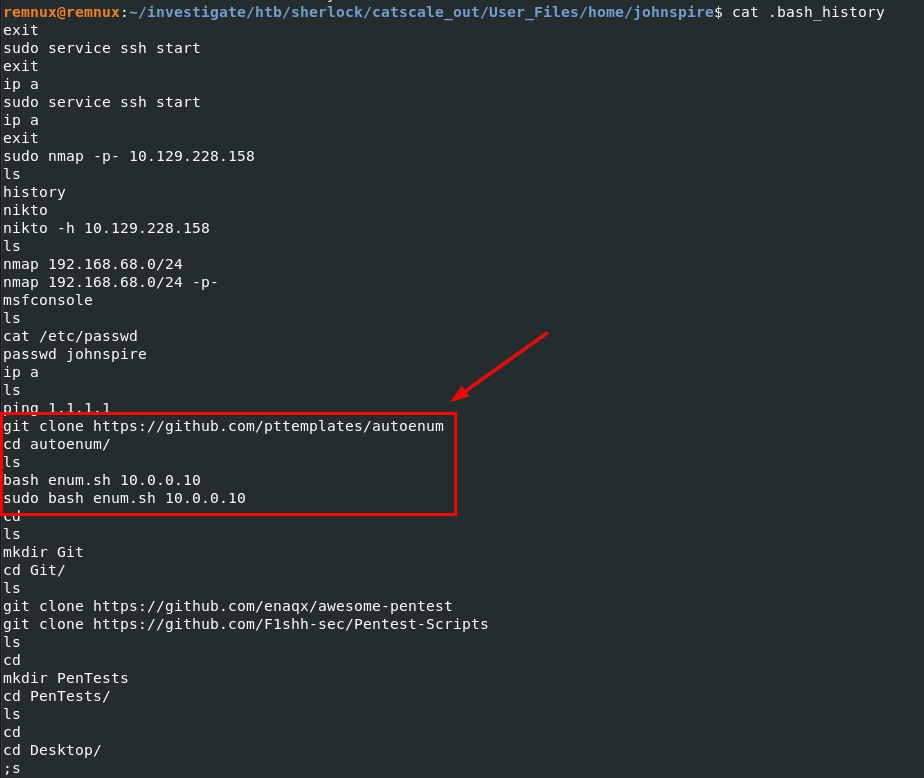 remnux@remnux:~/investigate/htb/sherlock/catscale_out/User_Files/home/johnspire$ cat .bash_history
exit
sudo service ssh start
exit
ip a
sudo service ssh start
ip a
exit
sudo nmap -p- 10.129.228.158
ls
history
nikto
nikto -h 10.129.228.158
ls
nmap 192.168.68.0/24
nmap 192.168.68.0/24 -p-
msfconsole
ls
cat /etc/passwd
passwd johnspire
ip a
ls
ping 1.1.1.1
git clone https://github.com/pttemplates/autoenum
cd autoenum/
ls
bash enum.sh 10.0.0.10
sudo bash enum.sh 10.0.0.10
cd
ls
mkdir Git
cd Git/
ls
git clone https://github.com/enaqx/awesome-pentest
git clone https://github.com/F1shh-sec/Pentest-Scripts
ls
cd
mkdir PenTests
cd PenTests/
ls
cd
cd Desktop/
;s